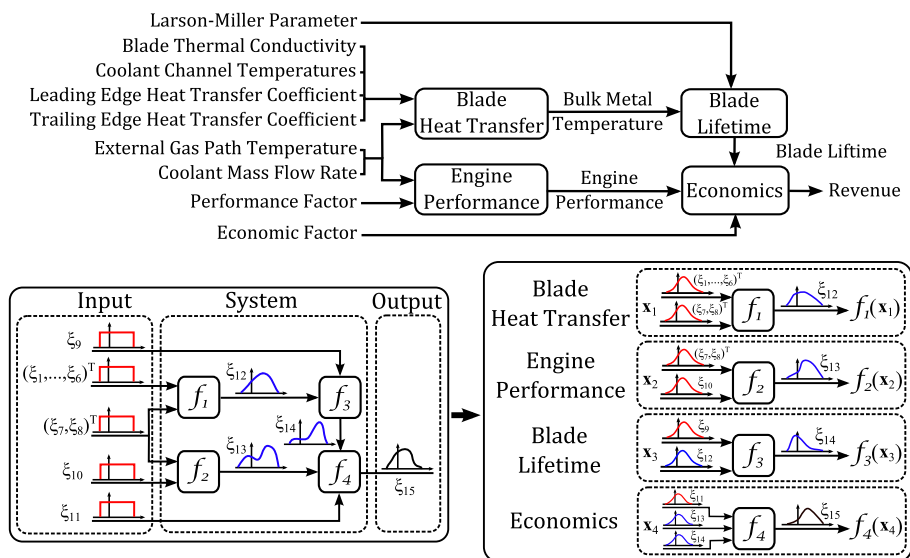 Larson-Miller Parameter
Blade Thermal Conductivity
Coolant Channel Temperatures
Leading Edge Heat Transfer Coefficient
Trailing Edge Heat Transfer Coefficient
External Gas Path Temperature
Coolant Mass Flow Rate
Performance Factor
Economic Factor
Blade
Heat Transfer
Bulk Metal
Temperature
Blade
Lifetime
Blade Liftime
Engine
Performance
Engine
Performance
Economics
Revenue
Input
System
Output
ξ9
(ξ1,...,ξ6)ᵀ
(ξ7,ξ8)ᵀ
ξ10
ξ11
f1
ξ12
f3
f2
ξ13
ξ14
f4
ξ15
Blade
Heat Transfer
x1
(ξ1,...,ξ6)ᵀ
(ξ7,ξ8)ᵀ
f1
ξ12
f1(x1)
Engine
Performance
x2
(ξ7,ξ8)ᵀ
ξ10
f2
ξ13
f2(x2)
Blade
Lifetime
x3
ξ9
ξ12
f3
ξ14
f3(x3)
Economics
x4
ξ11
ξ13
ξ14
f4
ξ15
f4(x4)